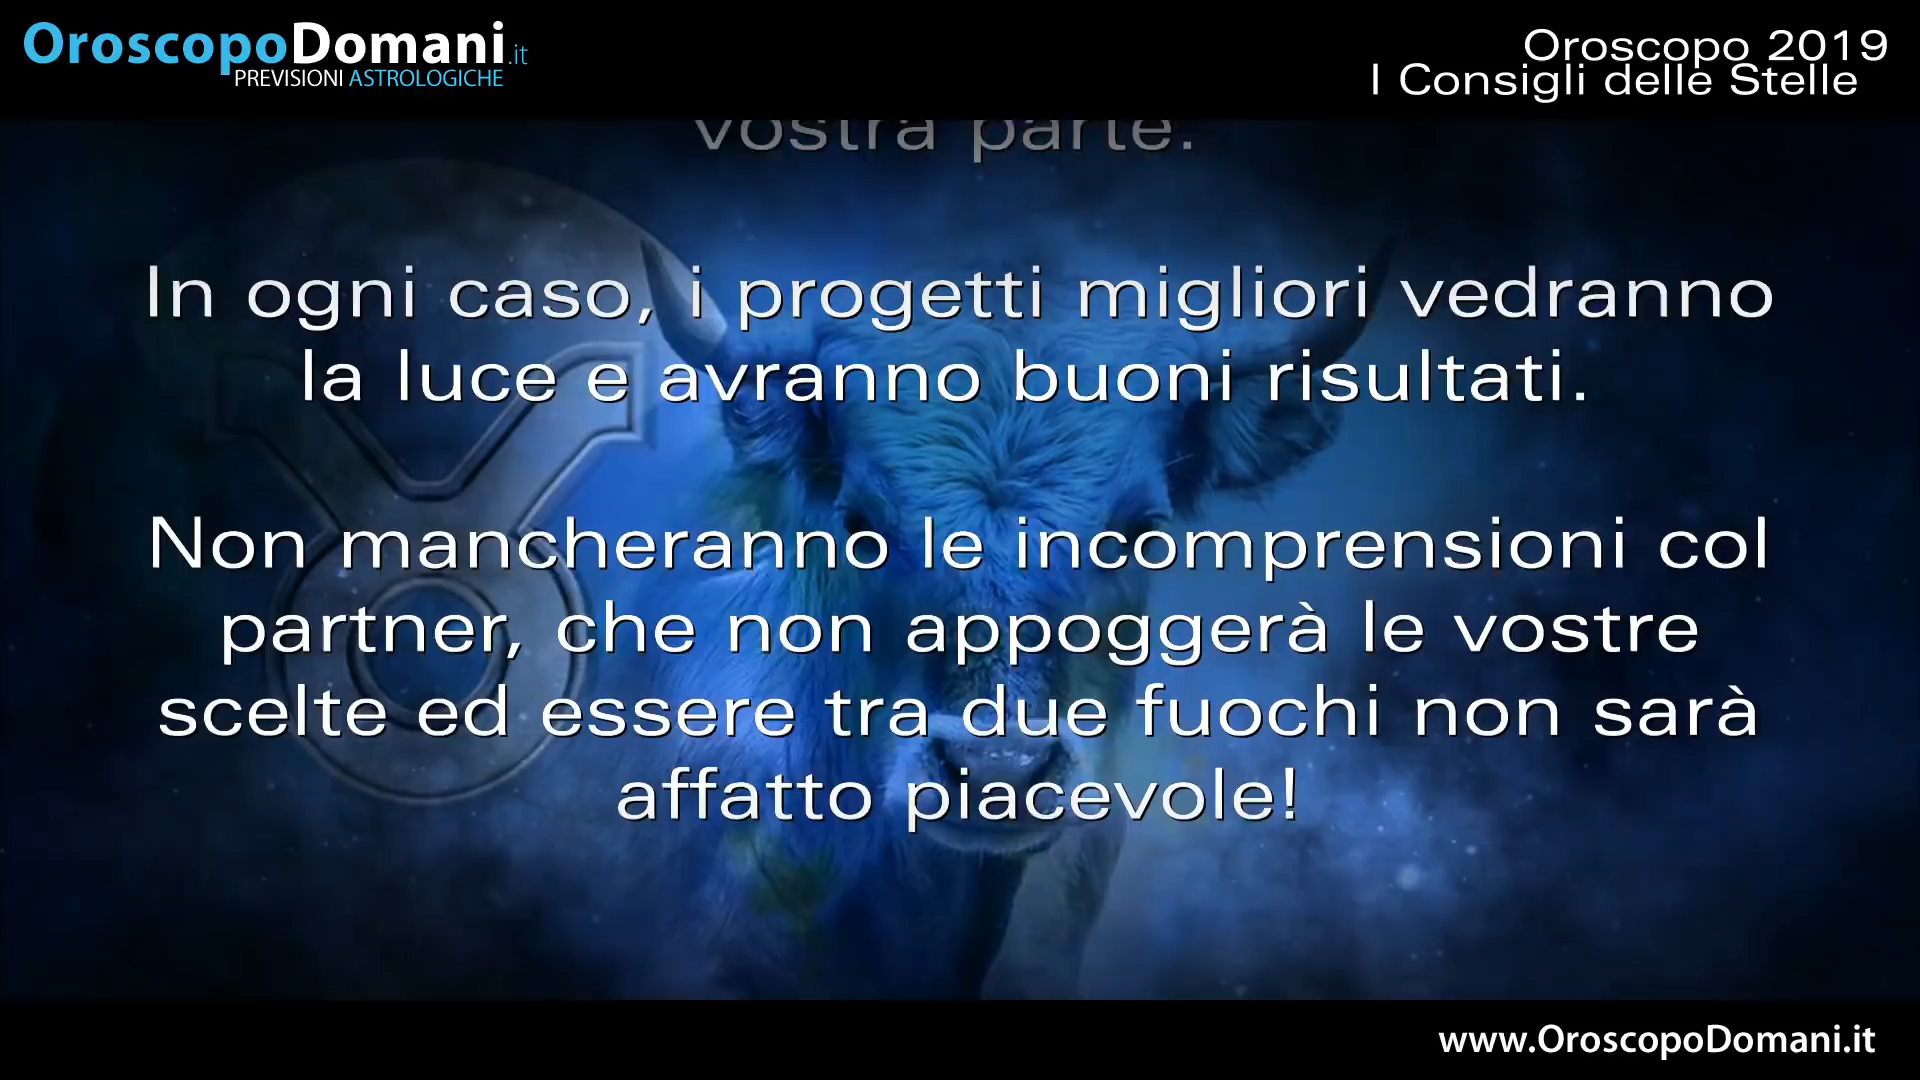 OroscopoDomani.it
PREVISIONI ASTROLOGICHE
Oroscopo 2019
I Consigli delle Stelle
vostra parte.
In ogni caso, i progetti migliori vedranno
la luce e avranno buoni risultati.
Non mancheranno le incomprensioni col
partner, che non appoggerà le vostre
scelte ed essere tra due fuochi non sarà
affatto piacevole!
www.OroscopoDomani.it